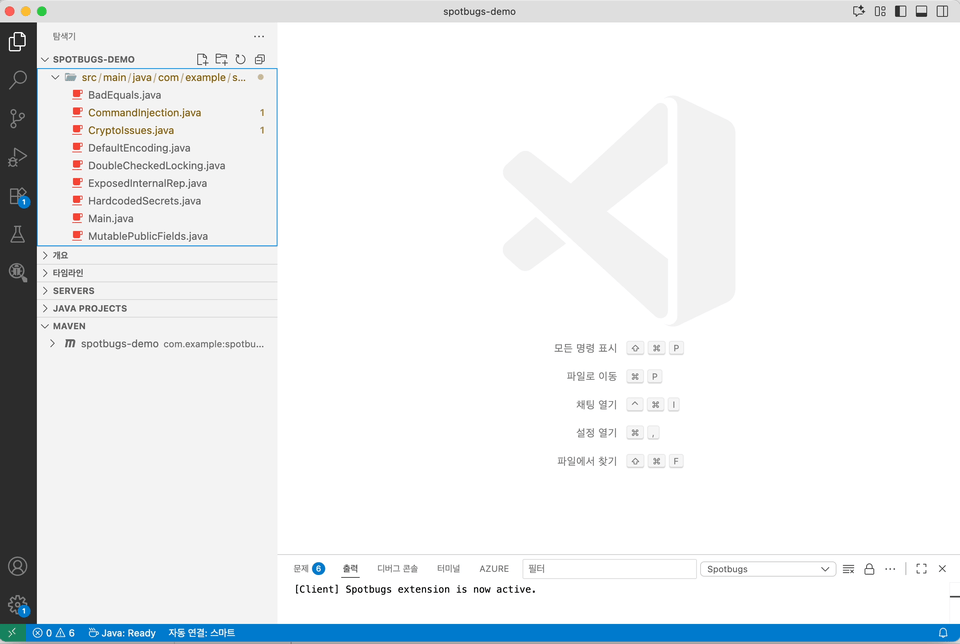 spotbugs-demo
탐색기
SPOTBUGS-DEMO
src/main/java/com/example/s...
BadEquals.java
CommandInjection.java 1
CryptoIssues.java 1
DefaultEncoding.java
DoubleCheckedLocking.java
ExposedInternalRep.java
HardcodedSecrets.java
Main.java
MutablePublicFields.java
개요
타임라인
SERVERS
JAVA PROJECTS
MAVEN
m spotbugs-demo com.example:spotbu...
1
1
모든 명령 표시 ⇧ ⌘ P
파일로 이동 ⌘ P
채팅 열기 ^ ⌘ I
설정 열기 ⌘ ,
파일에서 찾기 ⇧ ⌘ F
문제 6 출력 디버그 콘솔 터미널 AZURE 필터 Spotbugs
[Client] Spotbugs extension is now active.
0 6 Java: Ready 자동 연결: 스마트